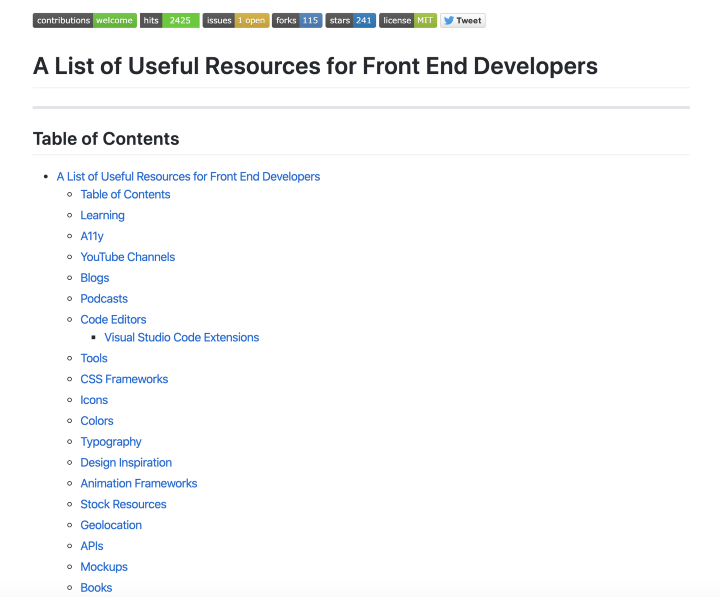 contributions welcome hits 2425 issues 1 open forks 115 stars 241 license MIT Tweet
A List of Useful Resources for Front End Developers
Table of Contents
A List of Useful Resources for Front End Developers
Table of Contents
Learning
A11y
YouTube Channels
Blogs
Podcasts
Code Editors
Visual Studio Code Extensions
Tools
CSS Frameworks
Icons
Colors
Typography
Design Inspiration
Animation Frameworks
Stock Resources
Geolocation
APIs
Mockups
Books